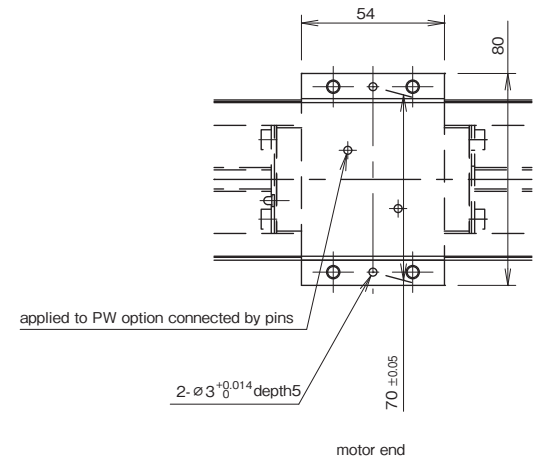 54
80
applied to PW option connected by pins
2-⌀3 +0.014 0 depth5
70 ±0.05
motor end